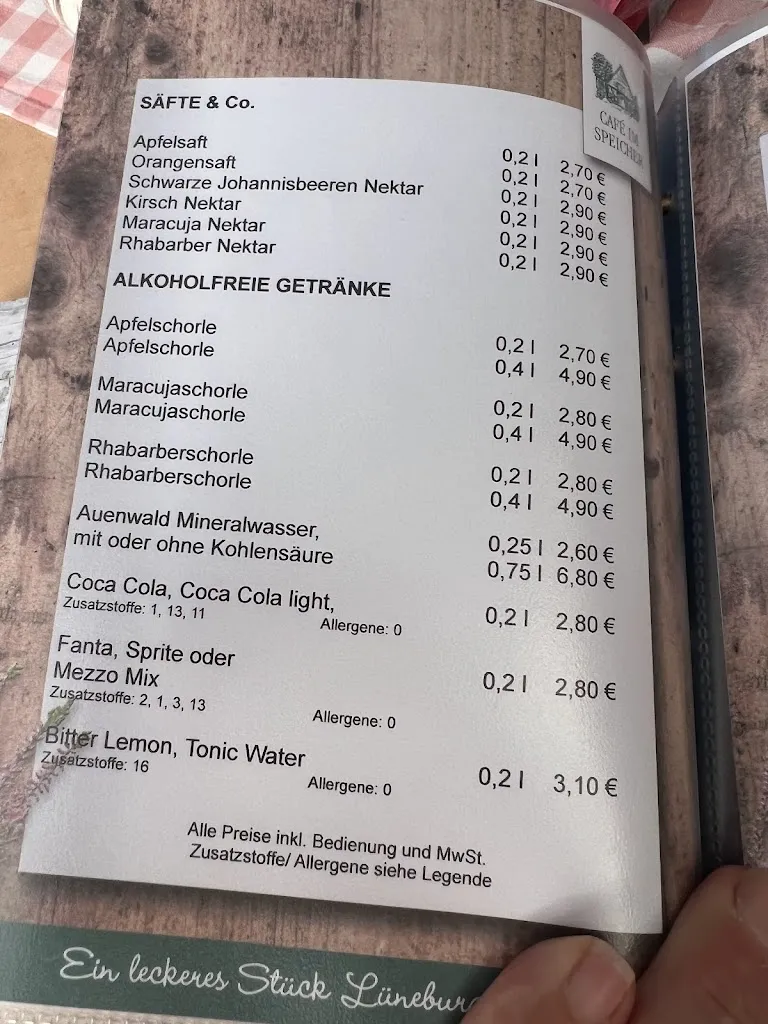 CAFÉ IM
SPEICHER
SÄFTE & Co.
Apfelsaft 0,2 l 2,70 €
Orangensaft 0,2 l 2,70 €
Schwarze Johannisbeeren Nektar 0,2 l 2,90 €
Kirsch Nektar 0,2 l 2,90 €
Maracuja Nektar 0,2 l 2,90 €
Rhabarber Nektar 0,2 l 2,90 €
ALKOHOLFREIE GETRÄNKE
Apfelschorle 0,2 l 2,70 €
Apfelschorle 0,4 l 4,90 €
Maracujaschorle 0,2 l 2,80 €
Maracujaschorle 0,4 l 4,90 €
Rhabarberschorle 0,2 l 2,80 €
Rhabarberschorle 0,4 l 4,90 €
Auenwald Mineralwasser, 0,25 l 2,60 €
mit oder ohne Kohlensäure 0,75 l 6,80 €
Coca Cola, Coca Cola light, 0,2 l 2,80 €
Zusatzstoffe: 1, 13, 11 Allergene: 0
Fanta, Sprite oder
Mezzo Mix 0,2 l 2,80 €
Zusatzstoffe: 2, 1, 3, 13 Allergene: 0
Bitter Lemon, Tonic Water 0,2 l 3,10 €
Zusatzstoffe: 16 Allergene: 0
Alle Preise inkl. Bedienung und MwSt.
Zusatzstoffe/ Allergene siehe Legende
Ein leckeres Stück Lünebur